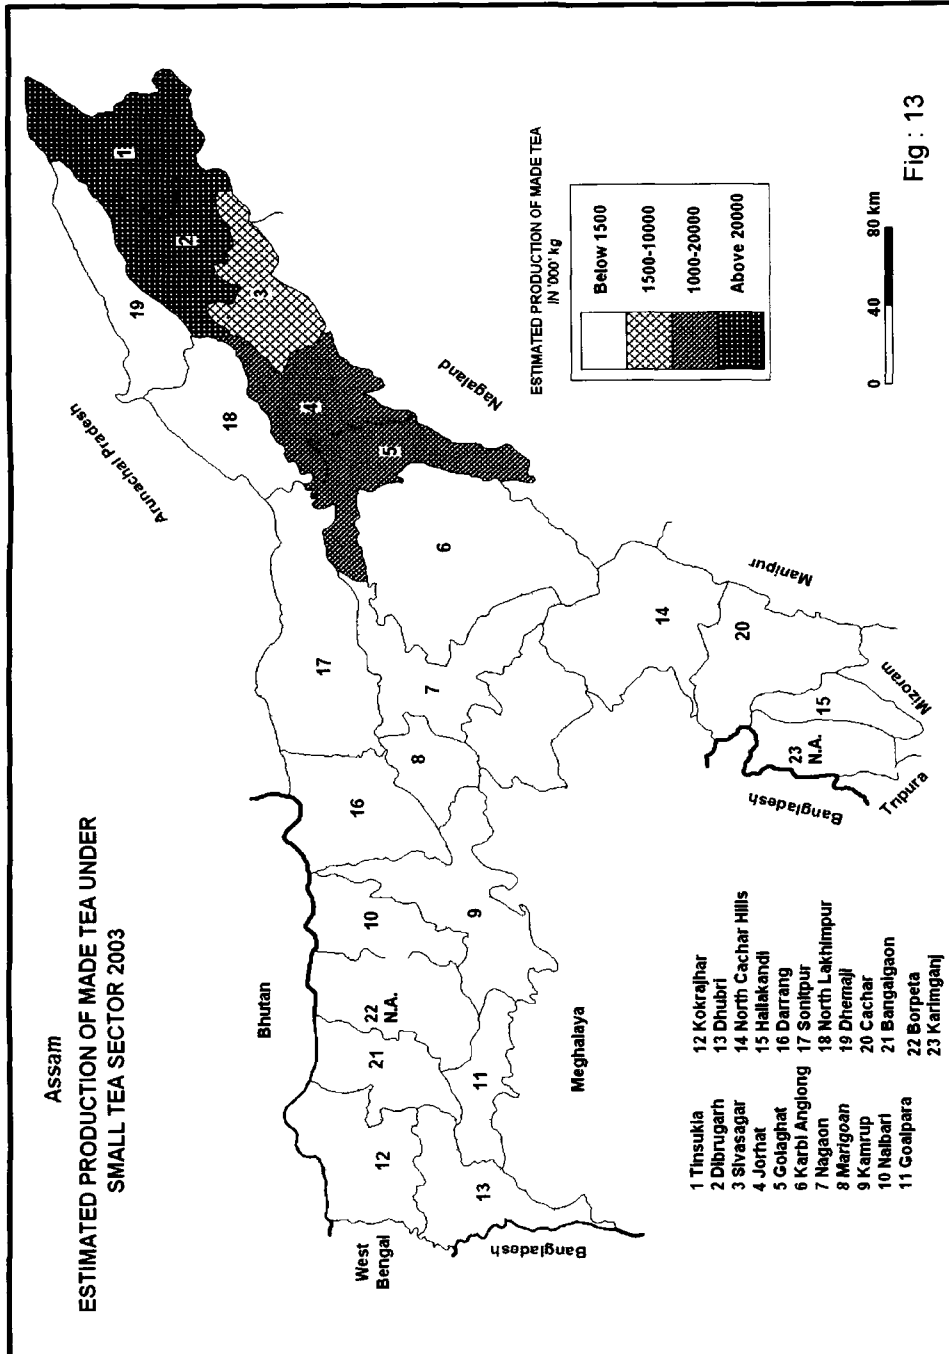 Assam
ESTIMATED PRODUCTION OF MADE TEA UNDER
SMALL TEA SECTOR 2003
Bhutan
Arunachal Pradesh
Nagaland
Manipur
Mizoram
Tripura
Bangladesh
Meghalaya
West
Bengal
Bangladesh
1
2
3
4
5
6
7
8
9
10
11
12
13
14
15
16
17
18
19
20
21
22
N.A.
23
N.A.
ESTIMATED PRODUCTION OF MADE TEA
IN '000' kg
Below 1500
1500-10000
1000-20000
Above 20000
0 40 80 km
1 Tinsukia
2 Dibrugarh
3 Sivasagar
4 Jorhat
5 Golaghat
6 Karbi Anglong
7 Nagaon
8 Marigoan
9 Kamrup
10 Nalbari
11 Goalpara
12 Kokrajhar
13 Dhubri
14 North Cachar Hills
15 Hailakandi
16 Darrang
17 Sonitpur
18 North Lakhimpur
19 Dhemaji
20 Cachar
21 Bangaigaon
22 Borpeta
23 Karimganj
Fig : 13